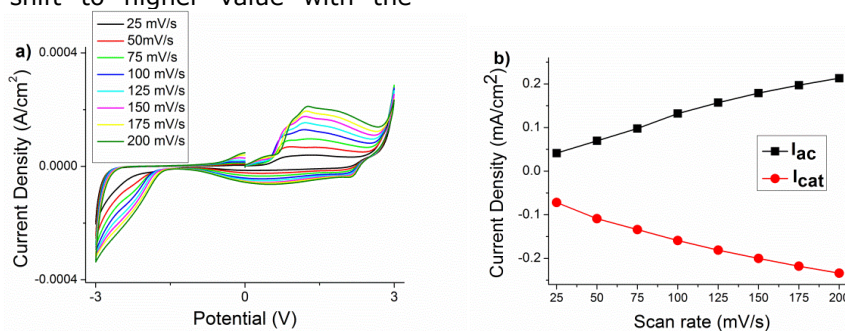 shift to higher value with the
a)
25 mV/s
50mV/s
75 mV/s
100 mV/s
125 mV/s
150 mV/s
175 mV/s
200 mV/s
Current Density (A/cm²)
0.0004
0.0000
-0.0004
-3
0
3
Potential (V)
b)
Current Density (mA/cm²)
0.2
0.1
0.0
-0.1
-0.2
I_ac
I_cat
25 50 75 100 125 150 175 200
Scan rate (mV/s)